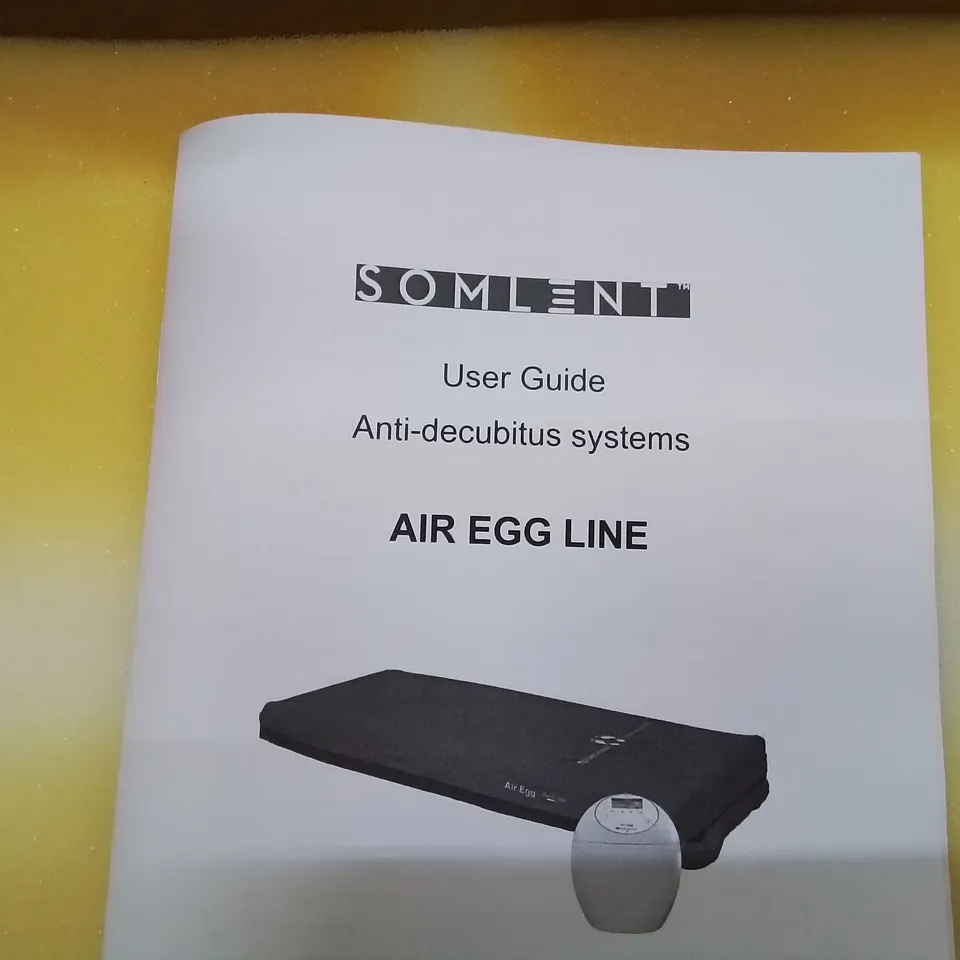 SOMLENT™
User Guide
Anti-decubitus systems
AIR EGG LINE
Air Egg